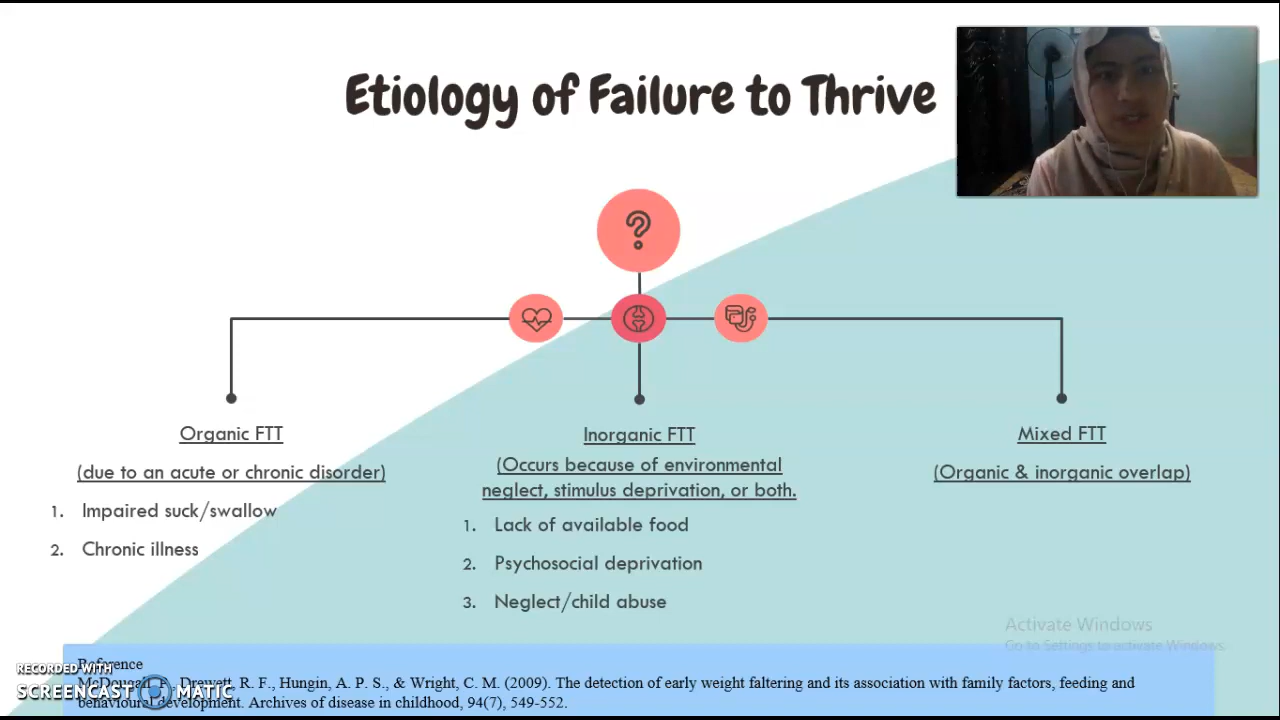 Etiology of Failure to Thrive
?
Organic FTT
(due to an acute or chronic disorder)
1. Impaired suck/swallow
2. Chronic illness
Inorganic FTT
(Occurs because of environmental
neglect, stimulus deprivation, or both.
1. Lack of available food
2. Psychosocial deprivation
3. Neglect/child abuse
Mixed FTT
(Organic & inorganic overlap)
Activate Windows
Go to Settings to activate Windows.
Reference
Drewett, R. F., Hungin, A. P. S., & Wright, C. M. (2009). The detection of early weight faltering and its association with family factors, feeding and
behavioural development. Archives of disease in childhood, 94(7), 549-552.
RECORDED WITH
SCREENCAST MATIC